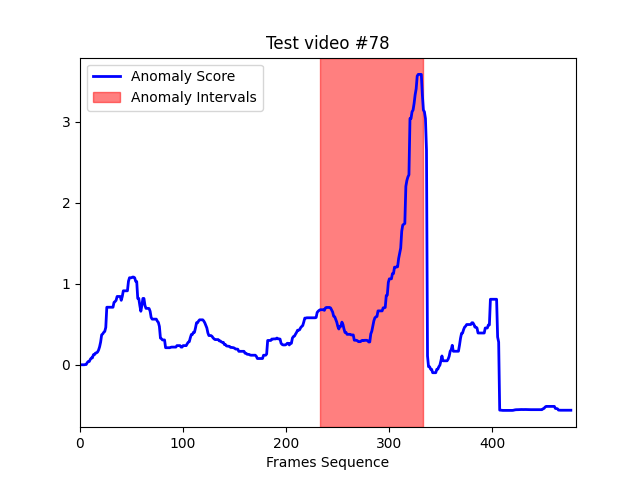 Test video #78
Anomaly Score
Anomaly Intervals
3
2
1
0
0 100 200 300 400
Frames Sequence